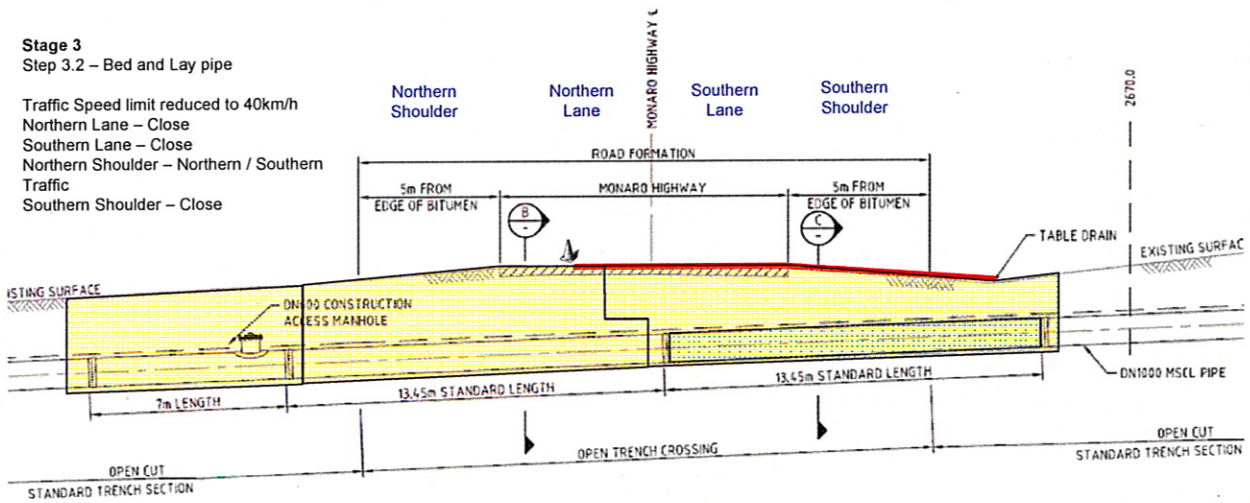 Stage 3
Step 3.2 – Bed and Lay pipe
Traffic Speed limit reduced to 40km/h
Northern Lane – Close
Southern Lane – Close
Northern Shoulder – Northern / Southern
Traffic
Southern Shoulder – Close
Northern
Shoulder
Northern
Lane
MONARO HIGHWAY ℄
Southern
Lane
Southern
Shoulder
2670.0
ROAD FORMATION
5m FROM
EDGE OF BITUMEN
MONARO HIGHWAY
5m FROM
EDGE OF BITUMEN
B
-
C
-
TABLE DRAIN
EXISTING SURFAC
ISTING SURFACE
DN600 CONSTRUCTION
ACCESS MANHOLE
DN1000 MSCL PIPE
7m LENGTH
13.45m STANDARD LENGTH
13.45m STANDARD LENGTH
OPEN CUT
STANDARD TRENCH SECTION
OPEN TRENCH CROSSING
OPEN CUT
STANDARD TRENCH SECTION